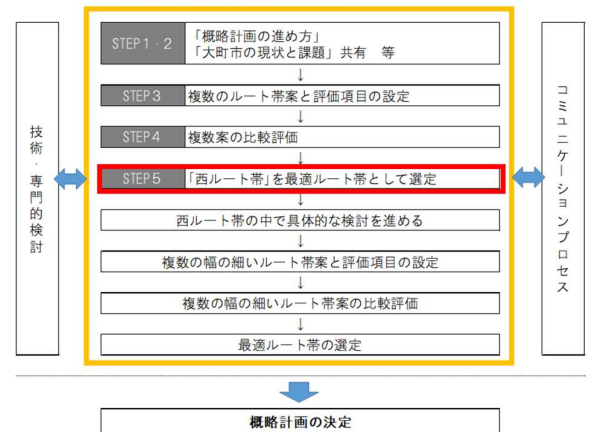 STEP1・2
「概略計画の進め方」
「大町市の現状と課題」共有　等
↓
STEP3
複数のルート帯案と評価項目の設定
↓
STEP4
複数案の比較評価
↓
STEP5
「西ルート帯」を最適ルート帯として選定
↓
西ルート帯の中で具体的な検討を進める
↓
複数の幅の細いルート帯案と評価項目の設定
↓
複数の幅の細いルート帯案の比較評価
↓
最適ルート帯の選定
技術・専門的検討
コミュニケーションプロセス
概略計画の決定